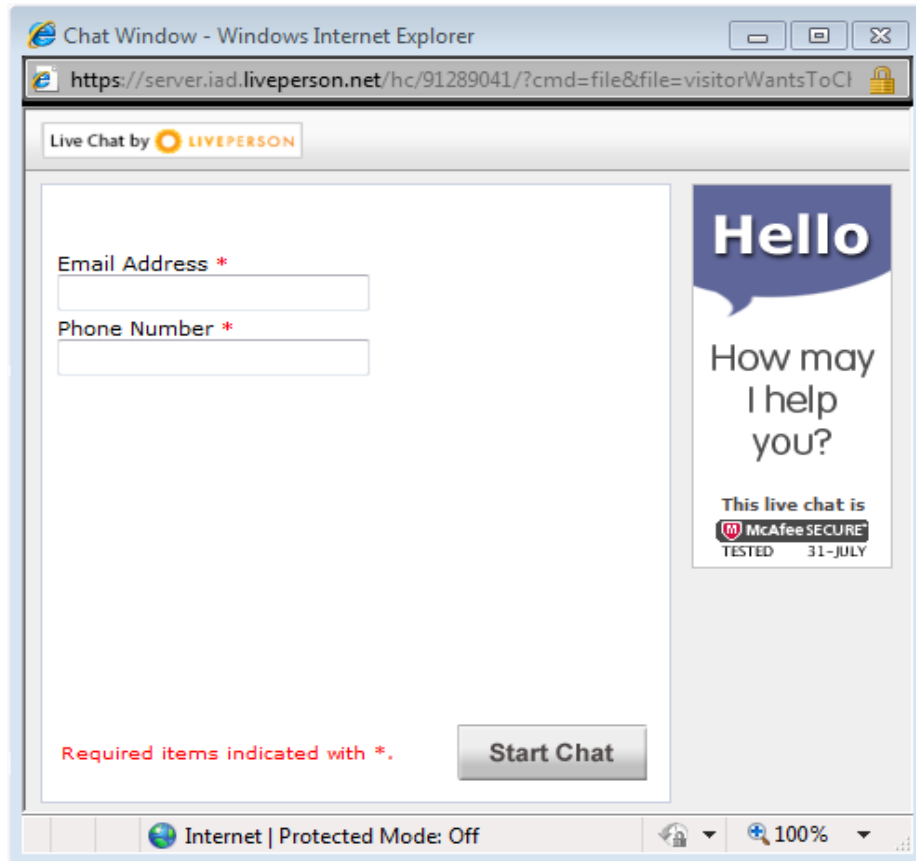 Chat Window - Windows Internet Explorer
https://server.iad.liveperson.net/hc/91289041/?cmd=file&file=visitorWantsToCh
Live Chat by LIVEPERSON
Email Address *
Phone Number *
Required items indicated with *.
Start Chat
Hello
How may
I help
you?
This live chat is
McAfee SECURE™
TESTED 31-JULY
Internet | Protected Mode: Off
100%